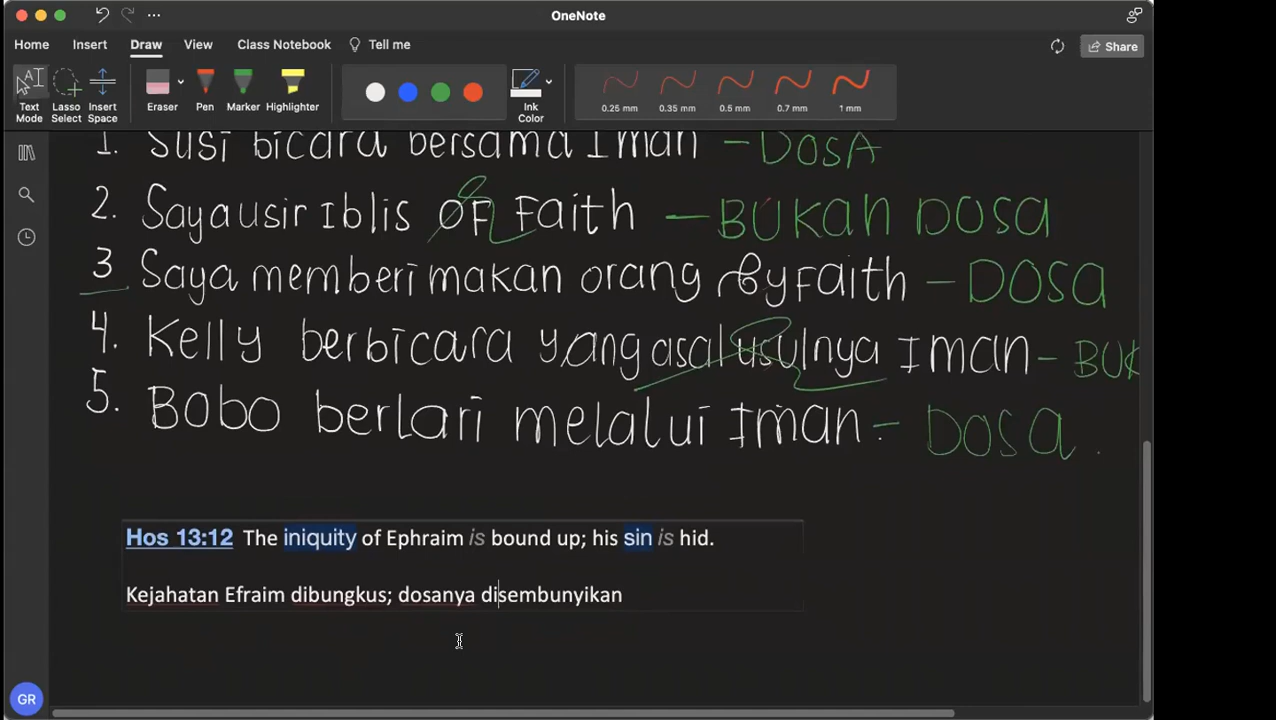 OneNote
Home Insert Draw View Class Notebook Tell me Share
Text Mode Lasso Select Insert Space Eraser Pen Marker Highlighter Ink Color 0.25 mm 0.35 mm 0.5 mm 0.7 mm 1 mm
1. Susi bicara bersama Iman - DosA
2. Saya usir Iblis OF Faith - BUKAN DOSA
3 Saya memberi makan orang By Faith - DOSA
4. Kelly berbicara yang asal usulnya Iman - BUK
5. Bobo berlari melalui Iman - Dosa.
Hos 13:12 The iniquity of Ephraim is bound up; his sin is hid.
Kejahatan Efraim dibungkus; dosanya disembunyikan
GR